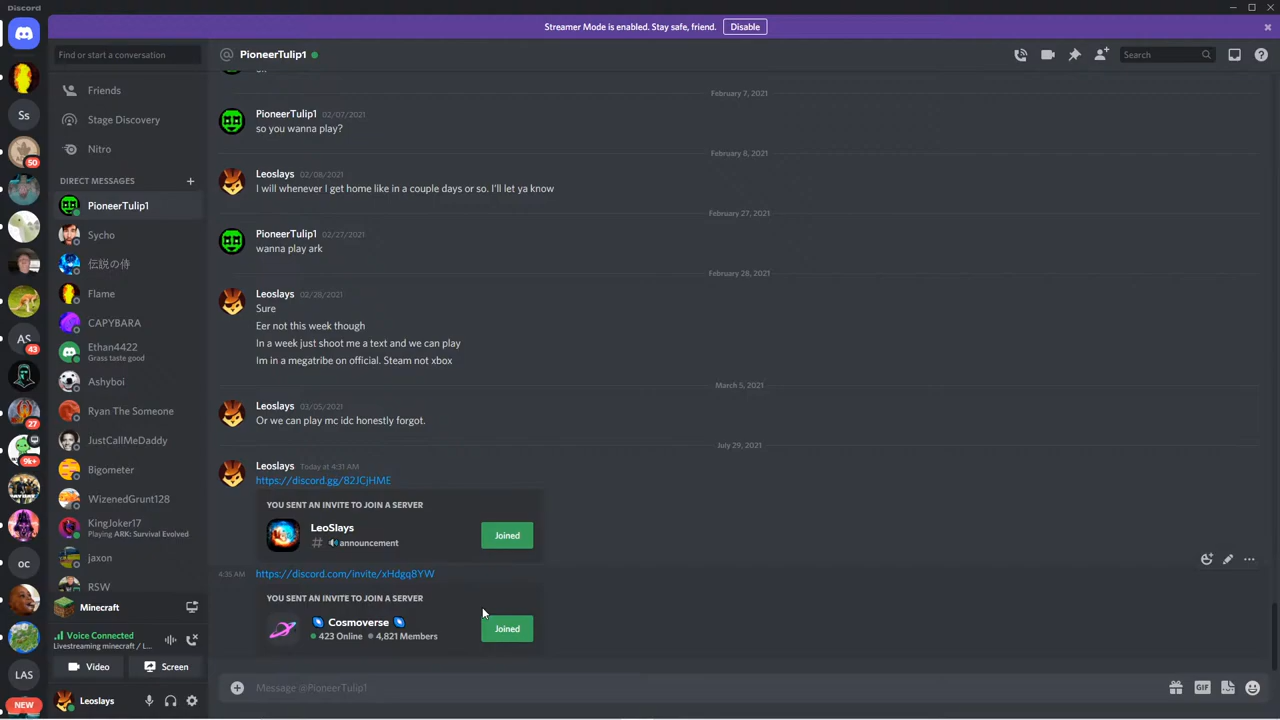 Discord
Streamer Mode is enabled. Stay safe, friend. Disable
Find or start a conversation
PioneerTulip1
Search
Friends
Stage Discovery
Nitro
DIRECT MESSAGES
PioneerTulip1
Sycho
伝説の侍
Flame
CAPYBARA
Ethan4422
Grass taste good
Ashyboi
Ryan The Someone
JustCallMeDaddy
Bigometer
WizenedGrunt128
KingJoker17
Playing ARK: Survival Evolved
jaxon
RSW
Minecraft
Voice Connected
Livestreaming minecraft / L...
Video
Screen
Leoslays
Ss
50
AS
43
27
9k+
OC
LAS
NEW
February 7, 2021
PioneerTulip1 02/07/2021
so you wanna play?
February 8, 2021
Leoslays 02/08/2021
I will whenever I get home like in a couple days or so. I'll let ya know
February 27, 2021
PioneerTulip1 02/27/2021
wanna play ark
February 28, 2021
Leoslays 02/28/2021
Sure
Eer not this week though
In a week just shoot me a text and we can play
Im in a megatribe on official. Steam not xbox
March 5, 2021
Leoslays 03/05/2021
Or we can play mc idc honestly forgot.
July 29, 2021
Leoslays Today at 4:31 AM
https://discord.gg/82JCjHME
YOU SENT AN INVITE TO JOIN A SERVER
LeoSlays
announcement
Joined
4:35 AM https://discord.com/invite/xHdgq8YW
YOU SENT AN INVITE TO JOIN A SERVER
Cosmoverse
423 Online 4,821 Members
Joined
Message @PioneerTulip1
GIF